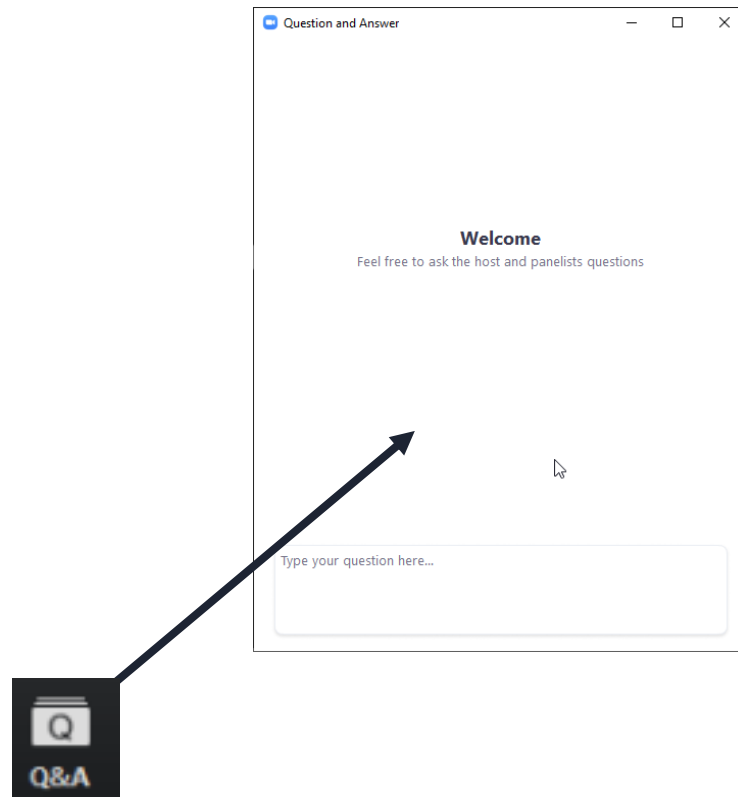 Question and Answer
Welcome
Feel free to ask the host and panelists questions
Type your question here...
Q
Q&A